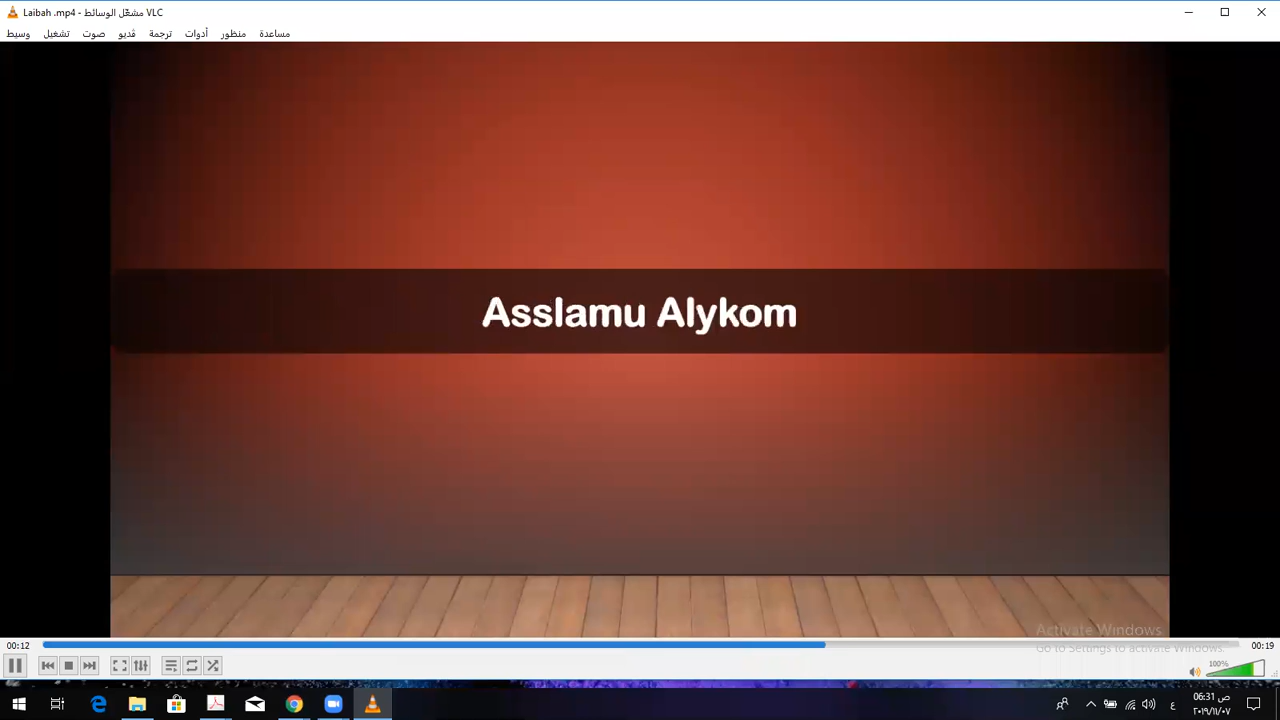 Laibah .mp4 - مشغّل الوسائط VLC
وسيط تشغيل صوت ڤديو ترجمة أدوات منظور مساعدة
Asslamu Alykom
Activate Windows
Go to Settings to activate Windows.
00:12 00:19
100%
06:31 ص
ع
٢٠١٩/١١/٠٧